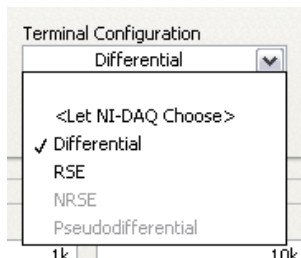 Terminal Configuration
Differential
<Let NI-DAQ Choose>
✓ Differential
RSE
NRSE
Pseudodifferential
1k 10k